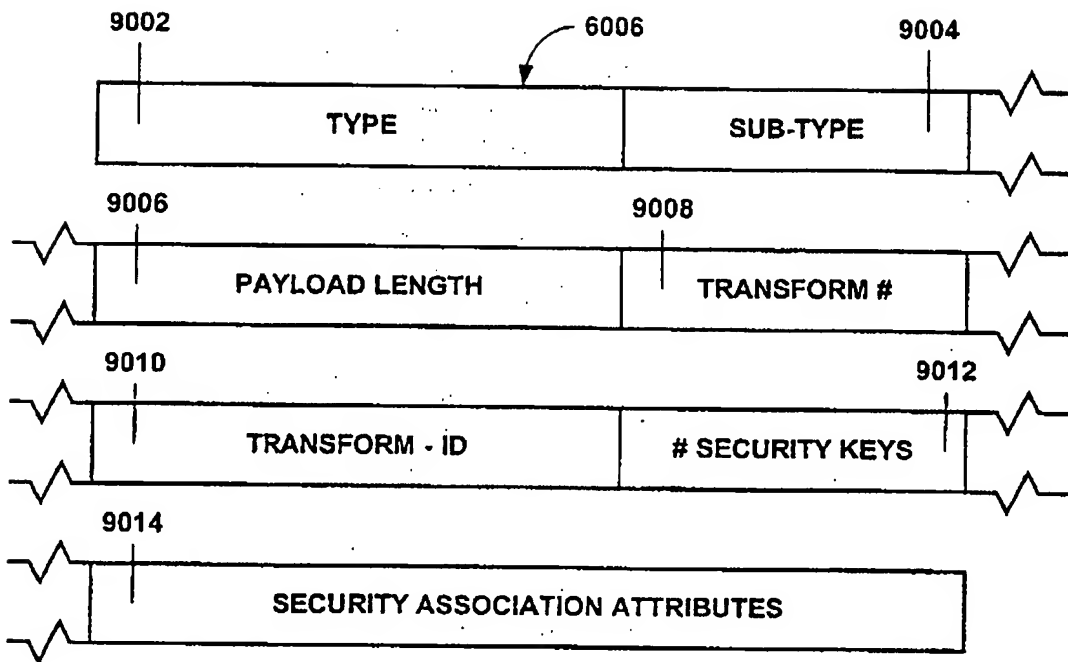 9002 6006 9004
TYPE SUB-TYPE
9006 9008
PAYLOAD LENGTH TRANSFORM #
9010 9012
TRANSFORM - ID # SECURITY KEYS
9014
SECURITY ASSOCIATION ATTRIBUTES